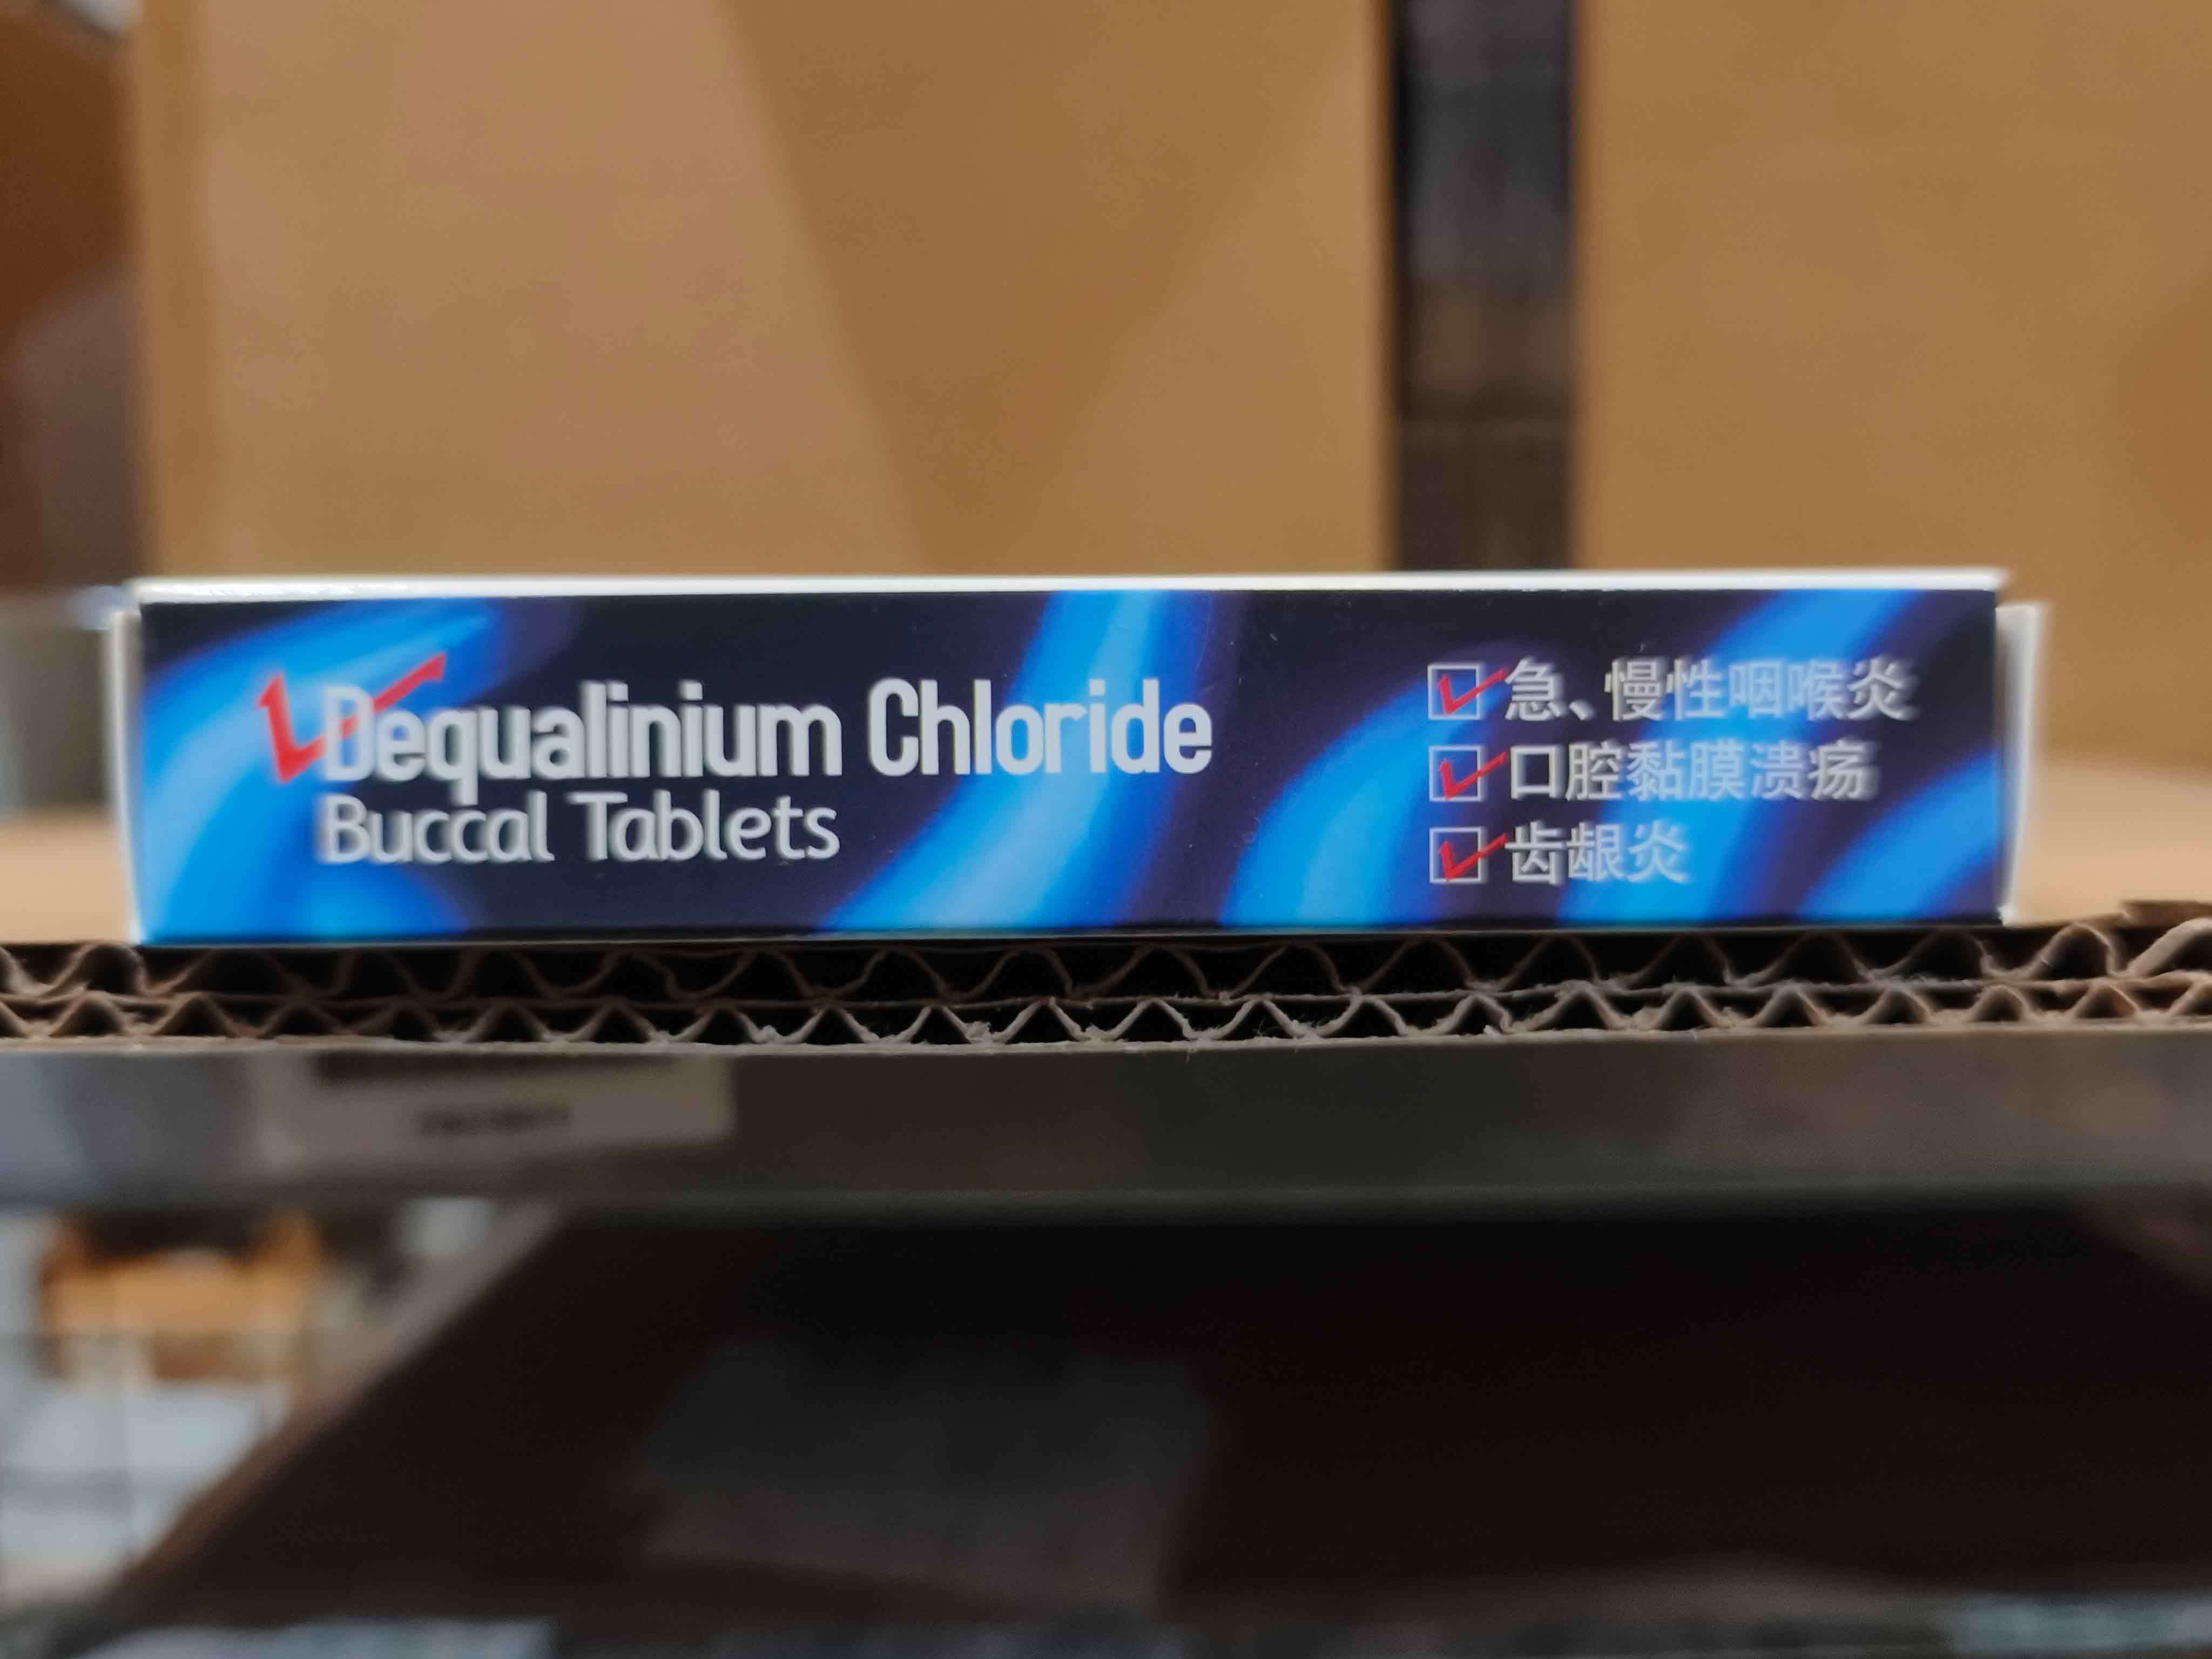 Dequalinium Chloride
Buccal Tablets
急、慢性咽喉炎
口腔黏膜溃疡
齿龈炎